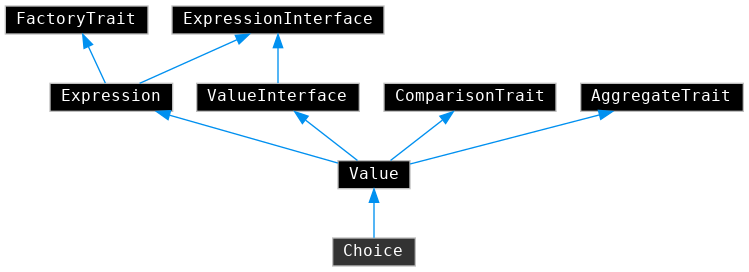 FactoryTrait
ExpressionInterface
Expression
ValueInterface
ComparisonTrait
AggregateTrait
Value
Choice